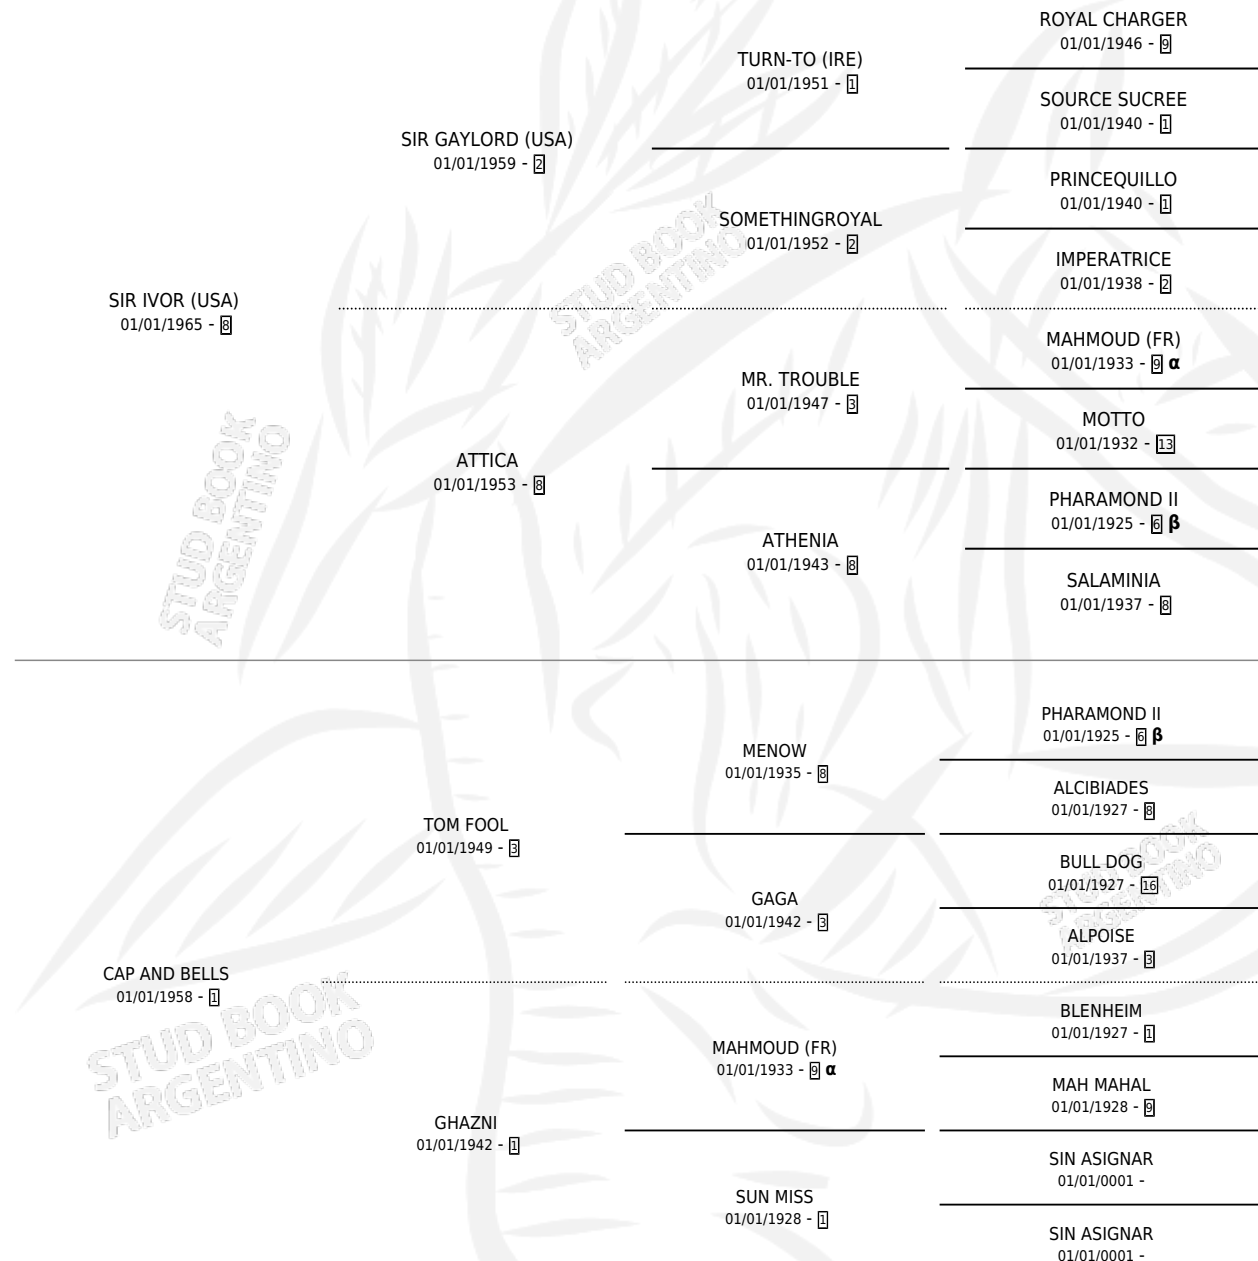 ROYAL CHARGER
01/01/1946 - 9
TURN-TO (IRE)
01/01/1951 - 1
SOURCE SUCREE
01/01/1940 - 1
SIR GAYLORD (USA)
01/01/1959 - 2
PRINCEQUILLO
01/01/1940 - 1
SOMETHINGROYAL
01/01/1952 - 2
IMPERATRICE
01/01/1938 - 2
SIR IVOR (USA)
01/01/1965 - 8
STUD BOOK
ARGENTINO
MAHMOUD (FR)
01/01/1933 - 9 α
MR. TROUBLE
01/01/1947 - 3
MOTTO
01/01/1932 - 13
ATTICA
01/01/1953 - 8
STUD BOOK
ARGENTINO
PHARAMOND II
01/01/1925 - 6 β
ATHENIA
01/01/1943 - 8
SALAMINIA
01/01/1937 - 8
PHARAMOND II
01/01/1925 - 6 β
MENOW
01/01/1935 - 8
ALCIBIADES
01/01/1927 - 8
TOM FOOL
01/01/1949 - 3
STUD BOOK
ARGENTINO
BULL DOG
01/01/1927 - 16
GAGA
01/01/1942 - 3
ALPOISE
01/01/1937 - 3
CAP AND BELLS
01/01/1958 - 1
STUD BOOK
ARGENTINO
BLENHEIM
01/01/1927 - 1
MAHMOUD (FR)
01/01/1933 - 9 α
MAH MAHAL
01/01/1928 - 9
GHAZNI
01/01/1942 - 1
SIN ASIGNAR
01/01/0001 -
SUN MISS
01/01/1928 - 1
SIN ASIGNAR
01/01/0001 -